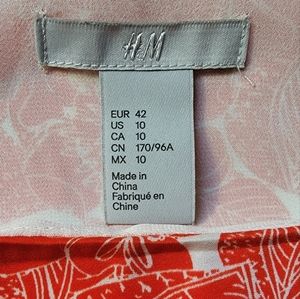 H&M
EUR 42
US 10
CA 10
CN 170/96A
MX 10
Made in
China
Fabriqué en
Chine